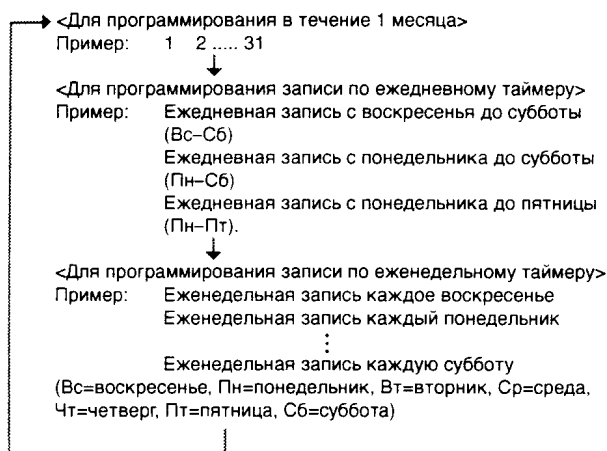 <Для программирования в течение 1 месяца>
Пример: 1 2 ..... 31
<Для программирования записи по ежедневному таймеру>
Пример: Ежедневная запись с воскресенья до субботы
(Вс–Сб)
Ежедневная запись с понедельника до субботы
(Пн–Сб)
Ежедневная запись с понедельника до пятницы
(Пн–Пт).
<Для программирования записи по еженедельному таймеру>
Пример: Еженедельная запись каждое воскресенье
Еженедельная запись каждый понедельник
⋮
Еженедельная запись каждую субботу
(Вс=воскресенье, Пн=понедельник, Вт=вторник, Ср=среда,
Чт=четверг, Пт=пятница, Сб=суббота)